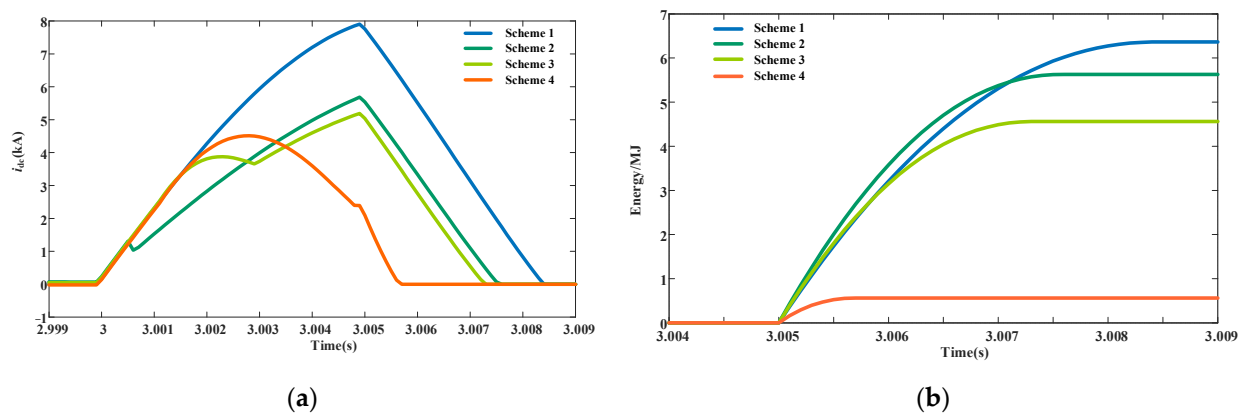 8
7
6
5
4
3
2
1
0
−1
i_dc(kA)
Scheme 1
Scheme 2
Scheme 3
Scheme 4
2.999 3 3.001 3.002 3.003 3.004 3.005 3.006 3.007 3.008 3.009
Time(s)
(a)
7
6
5
4
3
2
1
0
Energy/MJ
Scheme 1
Scheme 2
Scheme 3
Scheme 4
3.004 3.005 3.006 3.007 3.008 3.009
Time(s)
(b)